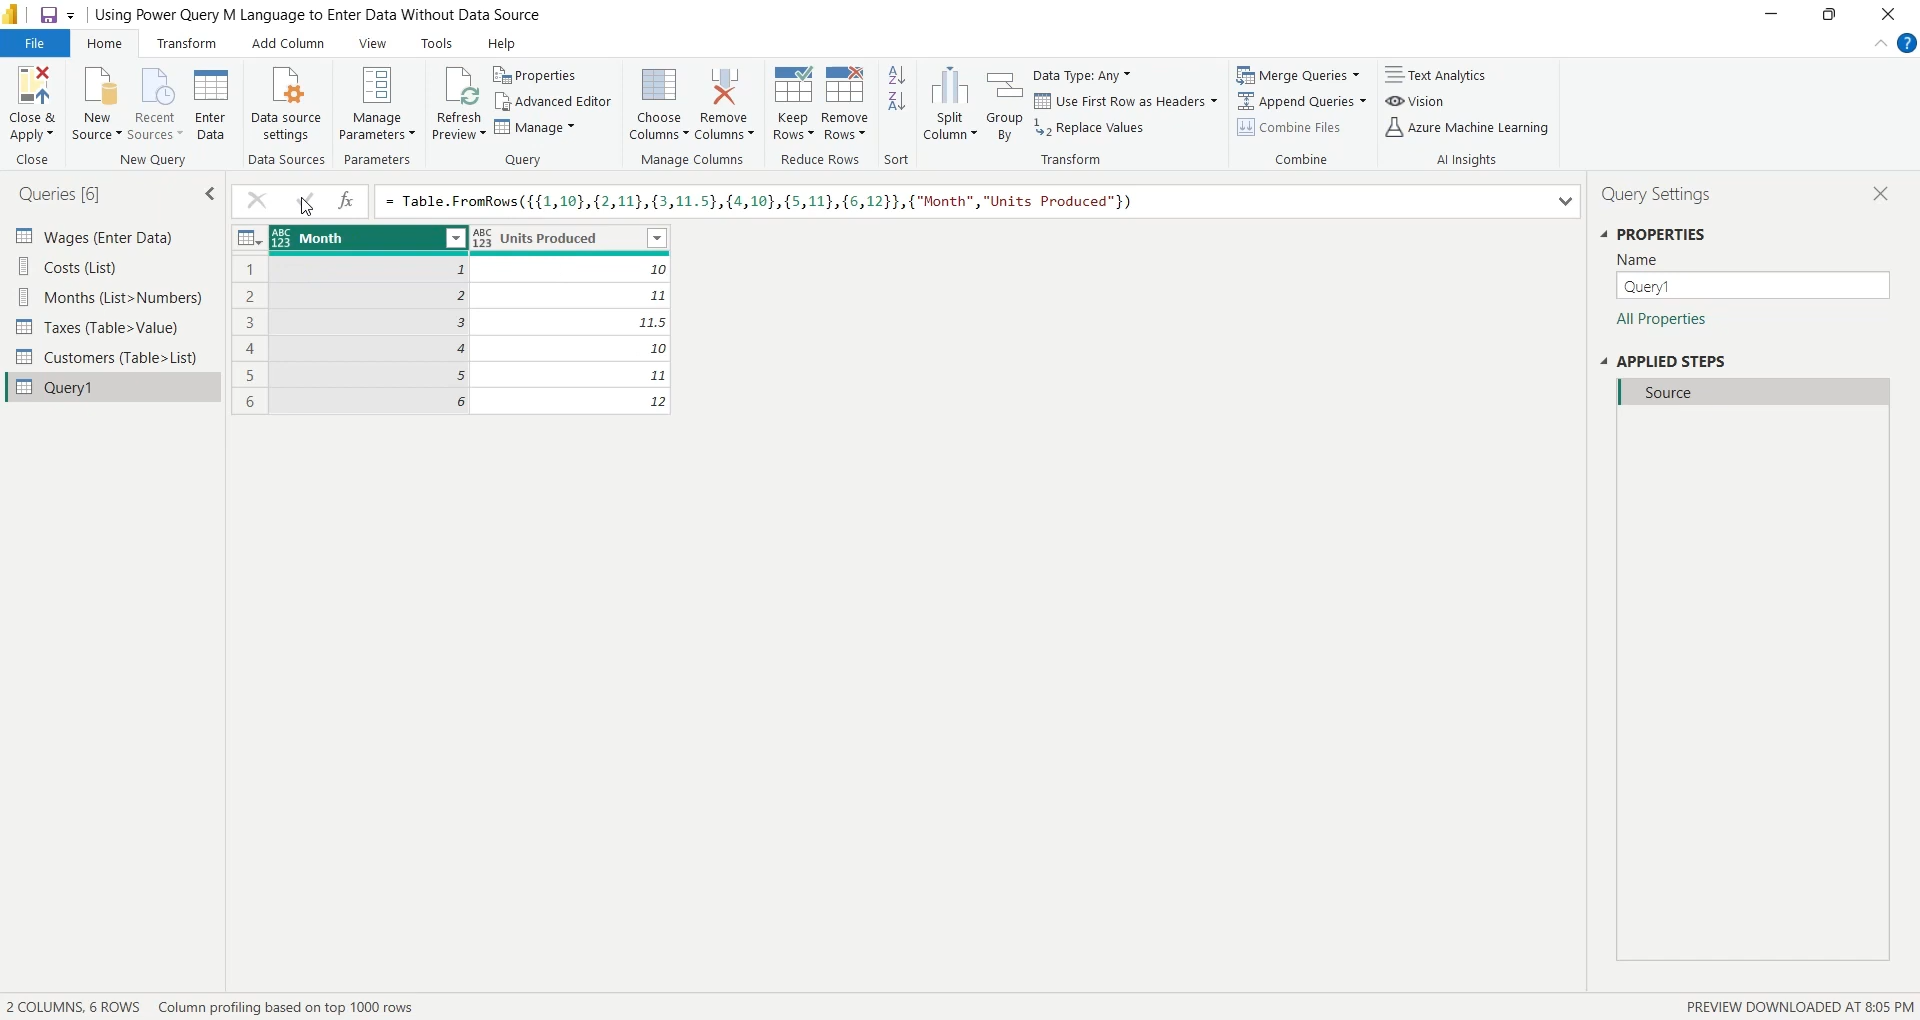 Using Power Query M Language to Enter Data Without Data Source
File Home Transform Add Column View Tools Help
Close & Apply
Close
New Source
Recent Sources
Enter Data
New Query
Data source settings
Data Sources
Manage Parameters
Parameters
Refresh Preview
Properties
Advanced Editor
Manage
Query
Choose Columns
Remove Columns
Manage Columns
Keep Rows
Remove Rows
Reduce Rows
Sort
Split Column
Group By
Data Type: Any
Use First Row as Headers
Replace Values
Transform
Merge Queries
Append Queries
Combine Files
Combine
Text Analytics
Vision
Azure Machine Learning
AI Insights
Queries [6]
Wages (Enter Data)
Costs (List)
Months (List>Numbers)
Taxes (Table>Value)
Customers (Table>List)
Query1
fx = Table.FromRows({{1,10},{2,11},{3,11.5},{4,10},{5,11},{6,12}},{"Month","Units Produced"})
ABC 123 Month ABC 123 Units Produced
1 1 10
2 2 11
3 3 11.5
4 4 10
5 5 11
6 6 12
Query Settings
PROPERTIES
Name
Query1
All Properties
APPLIED STEPS
Source
2 COLUMNS, 6 ROWS Column profiling based on top 1000 rows PREVIEW DOWNLOADED AT 8:05 PM